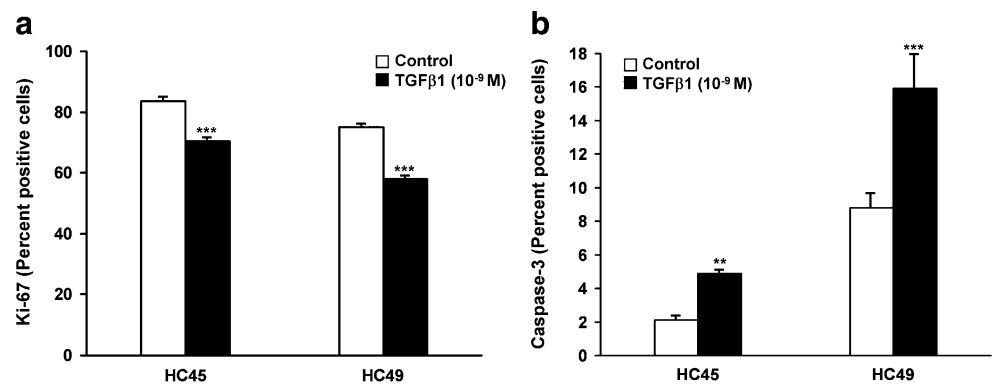 a
Ki-67 (Percent positive cells)
100
80
60
40
20
0
Control
TGFβ1 (10⁻⁹ M)
***
***
HC45
HC49
b
Caspase-3 (Percent positive cells)
18
16
14
12
10
8
6
4
2
0
Control
TGFβ1 (10⁻⁹ M)
**
***
HC45
HC49